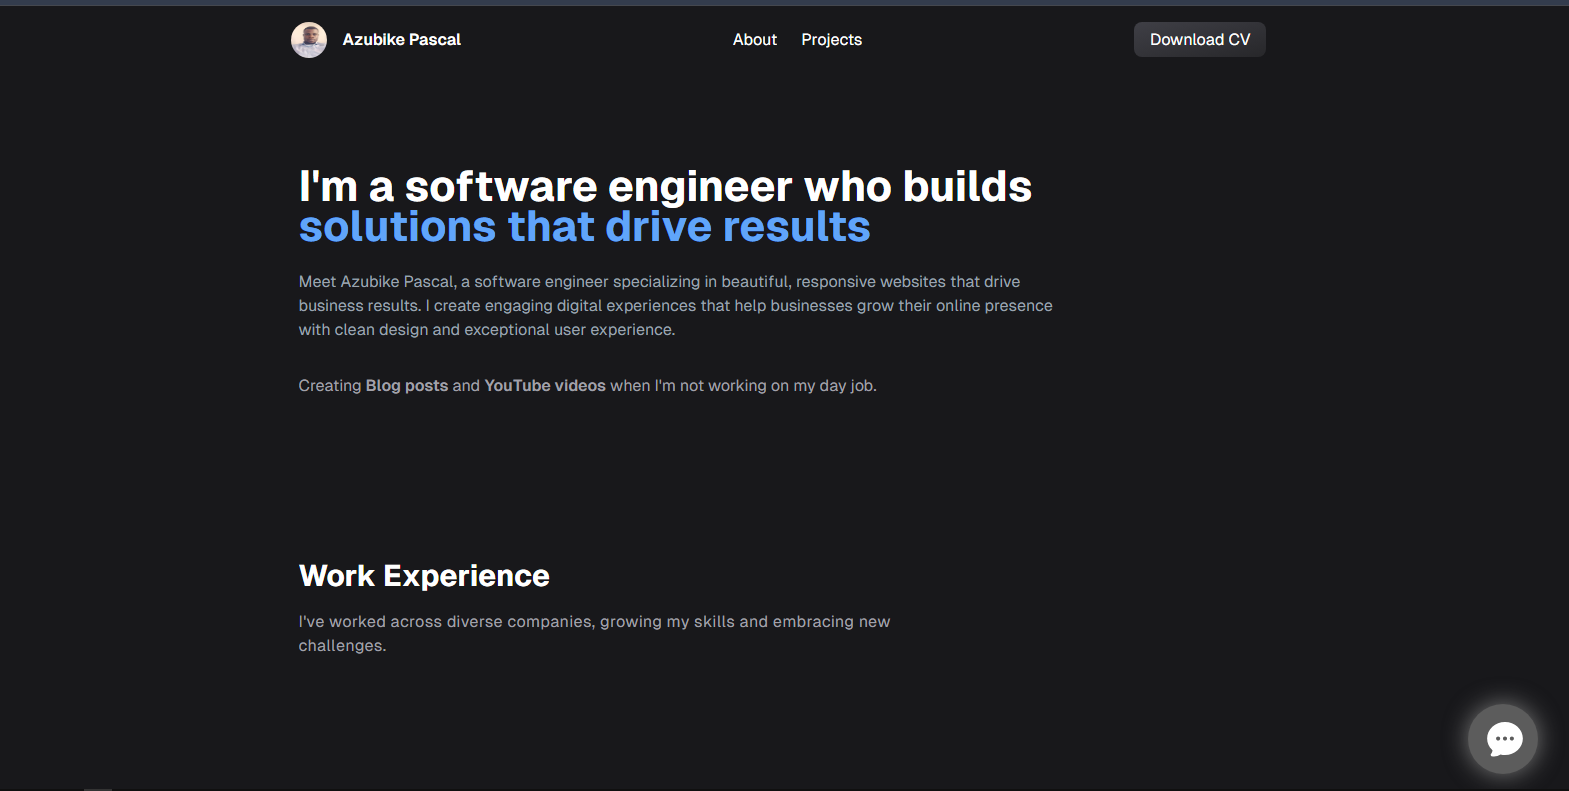 Azubike Pascal
About
Projects
Download CV
I'm a software engineer who builds
solutions that drive results
Meet Azubike Pascal, a software engineer specializing in beautiful, responsive websites that drive
business results. I create engaging digital experiences that help businesses grow their online presence
with clean design and exceptional user experience.
Creating Blog posts and YouTube videos when I'm not working on my day job.
Work Experience
I've worked across diverse companies, growing my skills and embracing new
challenges.